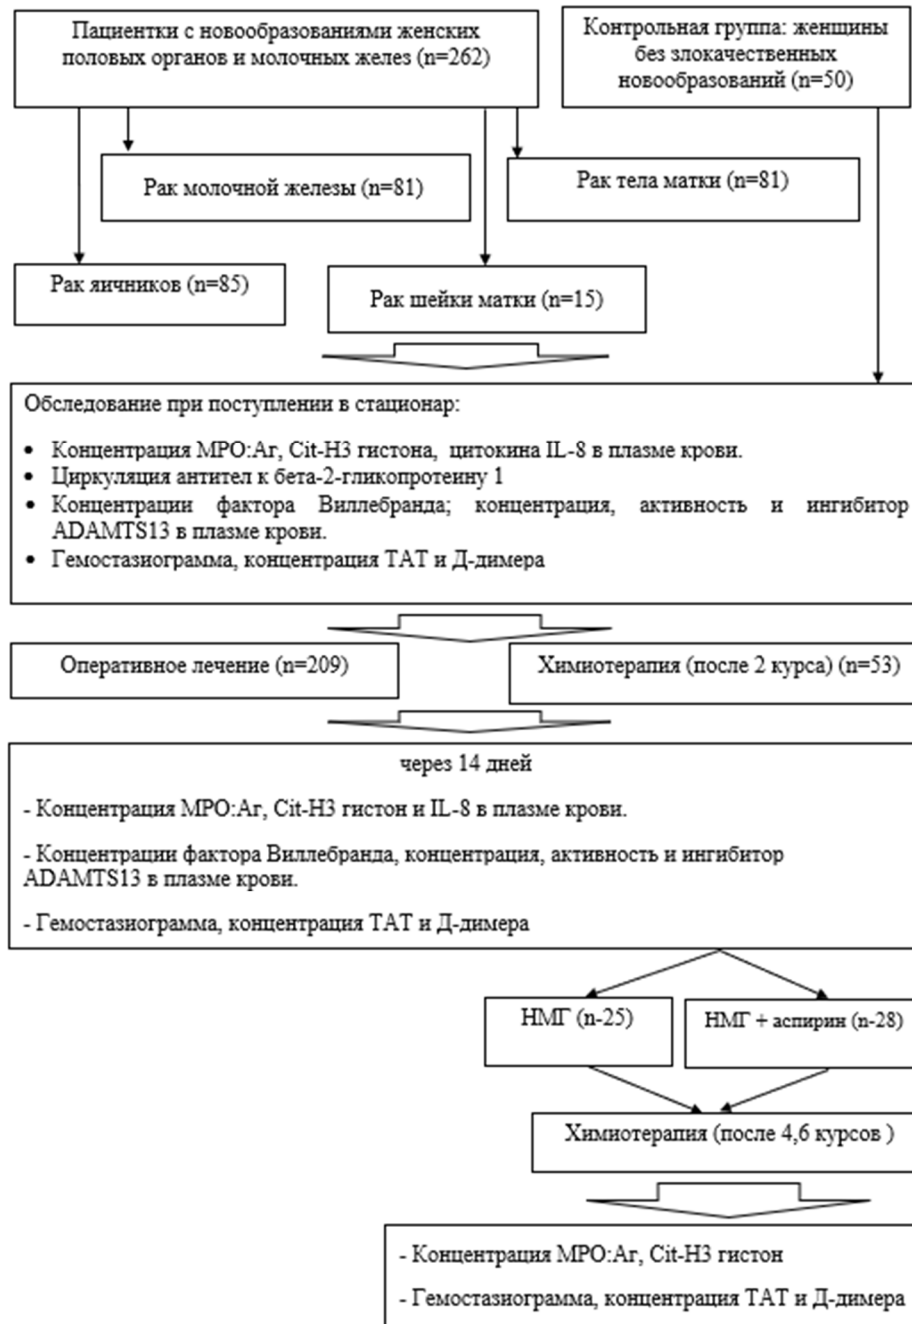 Пациентки с новообразованиями женских
половых органов и молочных желез (n=262)
Контрольная группа: женщины
без злокачественных
новообразований (n=50)
Рак молочной железы (n=81)
Рак тела матки (n=81)
Рак яичников (n=85)
Рак шейки матки (n=15)
Обследование при поступлении в стационар:
• Концентрация MPO:Ar, Cit-H3 гистона, цитокина IL-8 в плазме крови.
• Циркуляция антител к бета-2-гликопротеину 1
• Концентрации фактора Виллебранда; концентрация, активность и ингибитор
ADAMTS13 в плазме крови.
• Гемостазиограмма, концентрация ТАТ и Д-димера
Оперативное лечение (n=209)
Химиотерапия (после 2 курса) (n=53)
через 14 дней
- Концентрация MPO:Ar, Cit-H3 гистон и IL-8 в плазме крови.
- Концентрации фактора Виллебранда, концентрация, активность и ингибитор
ADAMTS13 в плазме крови.
- Гемостазиограмма, концентрация ТАТ и Д-димера
НМГ (n-25)
НМГ + аспирин (n-28)
Химиотерапия (после 4,6 курсов )
- Концентрация MPO:Ar, Cit-H3 гистон
- Гемостазиограмма, концентрация ТАТ и Д-димера